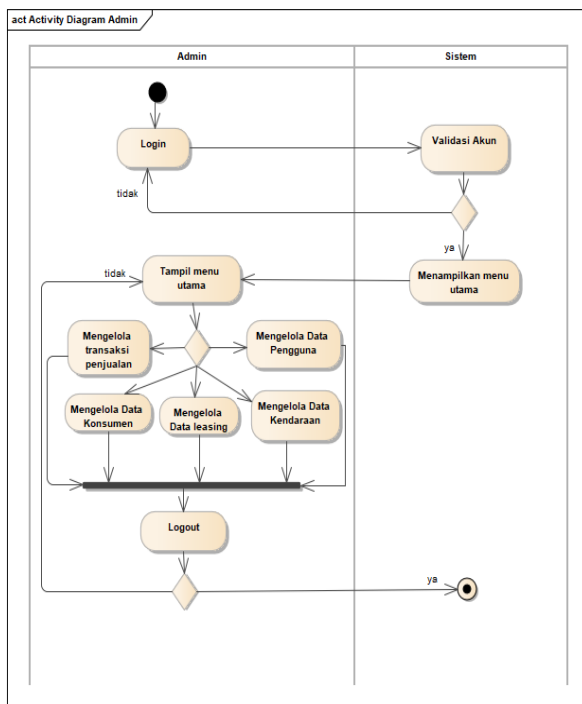 act Activity Diagram Admin
Admin
Sistem
Login
Validasi Akun
tidak
ya
Tampil menu
utama
Menampilkan menu
utama
tidak
Mengelola
transaksi
penjualan
Mengelola Data
Pengguna
Mengelola Data
Konsumen
Mengelola
Data leasing
Mengelola Data
Kendaraan
Logout
ya